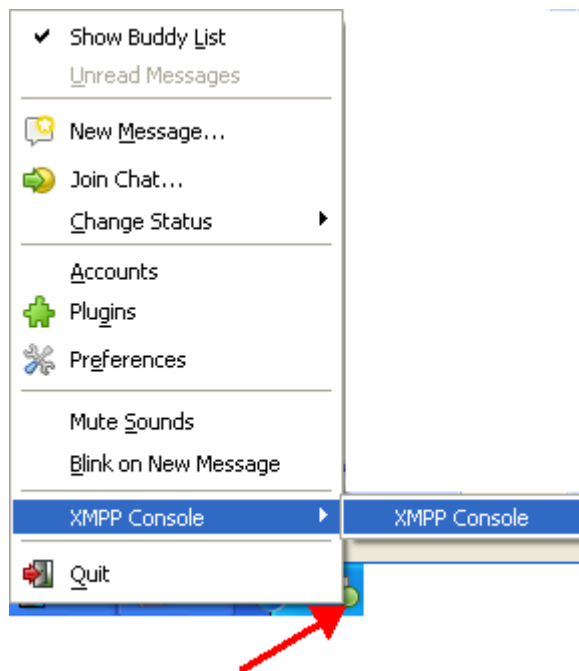 Show Buddy List
Unread Messages
New Message...
Join Chat...
Change Status
Accounts
Plugins
Preferences
Mute Sounds
Blink on New Message
XMPP Console XMPP Console
Quit